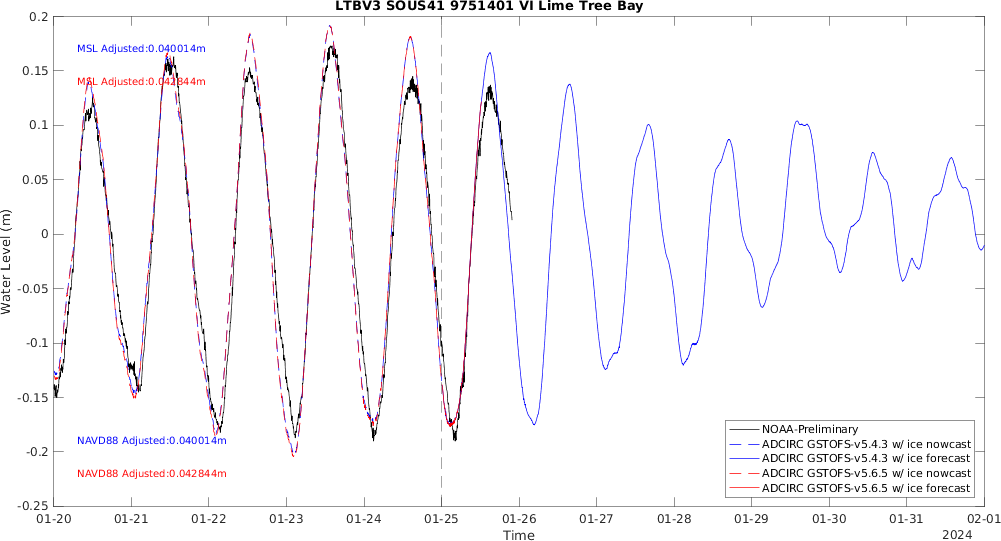 LTBV3 SOUS41 9751401 VI Lime Tree Bay
0.2
0.15
0.1
0.05
0
-0.05
-0.1
-0.15
-0.2
-0.25
Water Level (m)
MSL Adjusted:0.040014m
MSL Adjusted:0.042844m
NAVD88 Adjusted:0.040014m
NAVD88 Adjusted:0.042844m
NOAA-Preliminary
ADCIRC GSTOFS-v5.4.3 w/ ice nowcast
ADCIRC GSTOFS-v5.4.3 w/ ice forecast
ADCIRC GSTOFS-v5.6.5 w/ ice nowcast
ADCIRC GSTOFS-v5.6.5 w/ ice forecast
01-20 01-21 01-22 01-23 01-24 01-25 01-26 01-27 01-28 01-29 01-30 01-31 02-01
Time
2024